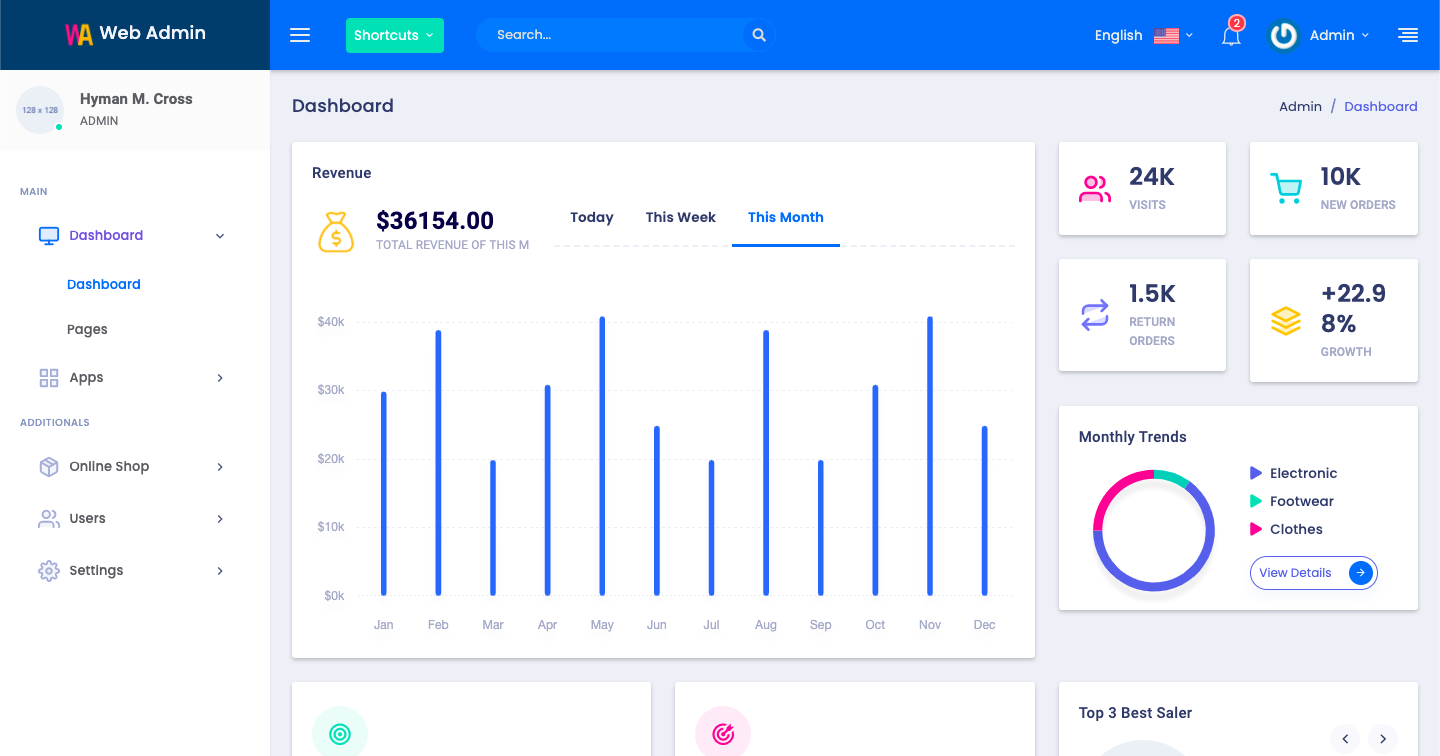 WA Web Admin
Shortcuts
Search...
English
2
Admin
128 x 128
Hyman M. Cross
ADMIN
MAIN
Dashboard
Dashboard
Pages
Apps
ADDITIONALS
Online Shop
Users
Settings
Dashboard
Admin / Dashboard
Revenue
$36154.00
TOTAL REVENUE OF THIS M
Today
This Week
This Month
$40k
$30k
$20k
$10k
$0k
Jan Feb Mar Apr May Jun Jul Aug Sep Oct Nov Dec
24K
VISITS
10K
NEW ORDERS
1.5K
RETURN
ORDERS
+22.9
8%
GROWTH
Monthly Trends
Electronic
Footwear
Clothes
View Details
Top 3 Best Saler